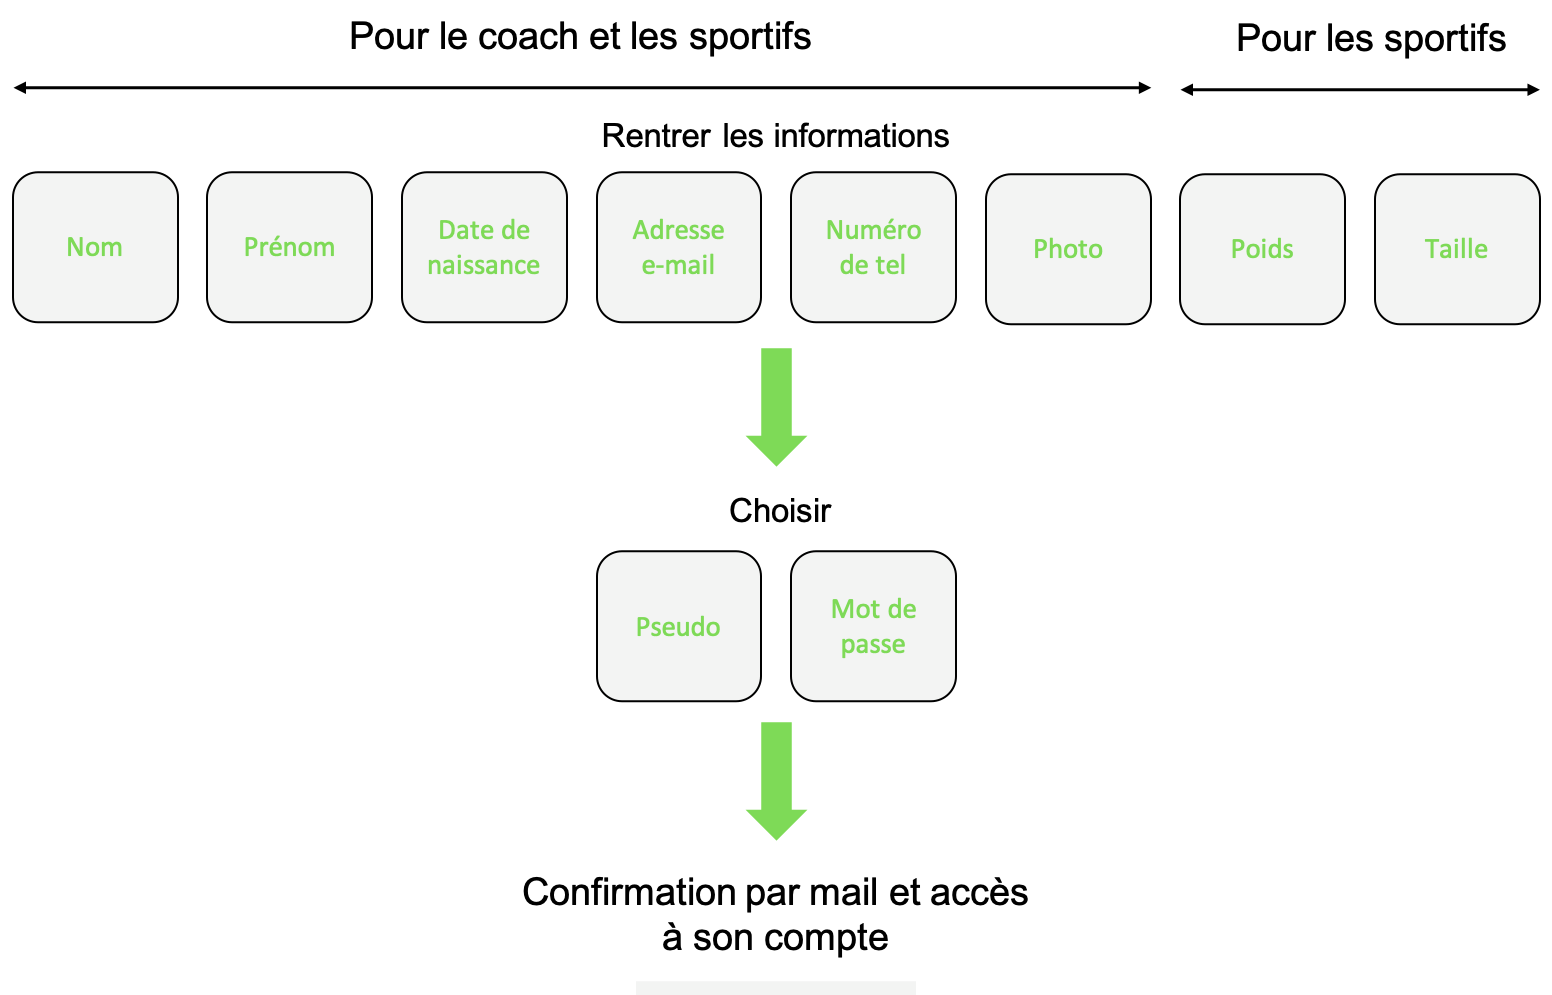 Pour le coach et les sportifs
Pour les sportifs
Rentrer les informations
Nom
Prénom
Date de
naissance
Adresse
e-mail
Numéro
de tel
Photo
Poids
Taille
Choisir
Pseudo
Mot de
passe
Confirmation par mail et accès
à son compte